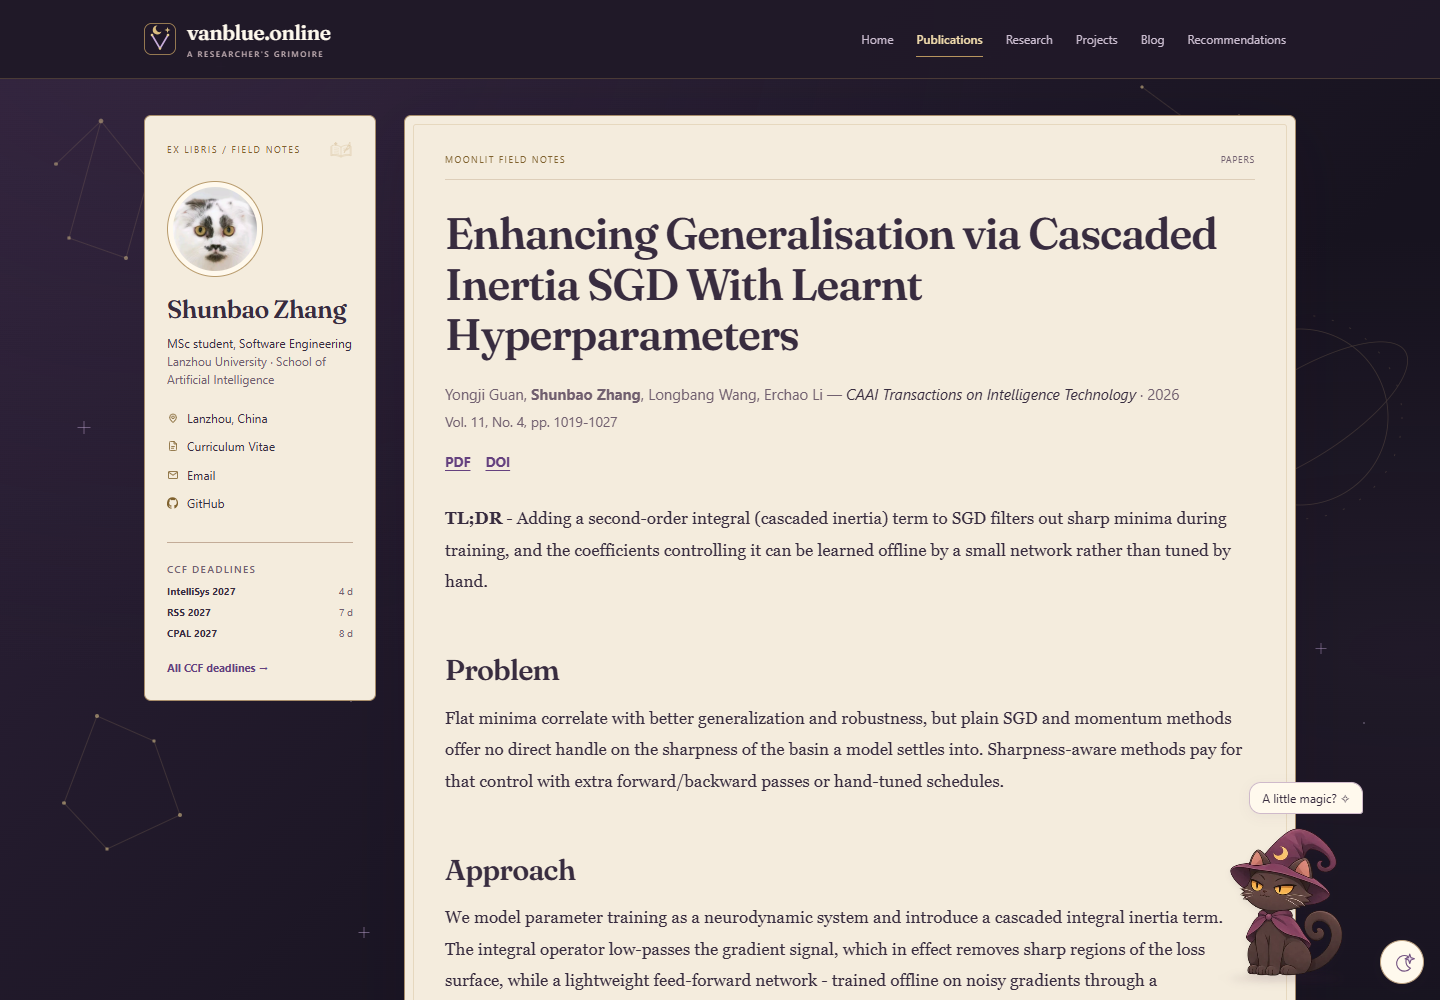 vanblue.online
A RESEARCHER'S GRIMOIRE
Home Publications Research Projects Blog Recommendations
EX LIBRIS / FIELD NOTES
Shunbao Zhang
MSc student, Software Engineering
Lanzhou University · School of
Artificial Intelligence
Lanzhou, China
Curriculum Vitae
Email
GitHub
CCF DEADLINES
IntelliSys 2027 4 d
RSS 2027 7 d
CPAL 2027 8 d
All CCF deadlines →
MOONLIT FIELD NOTES PAPERS
Enhancing Generalisation via Cascaded
Inertia SGD With Learnt
Hyperparameters
Yongji Guan, Shunbao Zhang, Longbang Wang, Erchao Li — CAAI Transactions on Intelligence Technology · 2026
Vol. 11, No. 4, pp. 1019-1027
PDF DOI
TL;DR - Adding a second-order integral (cascaded inertia) term to SGD filters out sharp minima during
training, and the coefficients controlling it can be learned offline by a small network rather than tuned by
hand.
Problem
Flat minima correlate with better generalization and robustness, but plain SGD and momentum methods
offer no direct handle on the sharpness of the basin a model settles into. Sharpness-aware methods pay for
that control with extra forward/backward passes or hand-tuned schedules.
Approach
We model parameter training as a neurodynamic system and introduce a cascaded integral inertia term.
The integral operator low-passes the gradient signal, which in effect removes sharp regions of the loss
surface, while a lightweight feed-forward network - trained offline on noisy gradients through a
A little magic? ✧